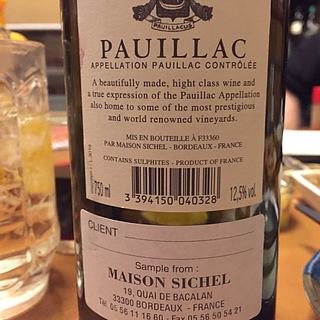 PAUILLACUS
PAUILLAC
APPELLATION PAUILLAC CONTRÔLÉE
A beautifully made, hight class wine and
a true expression of the Pauillac Appellation
also home to some of the most prestigious
and world renowned vineyards.
MIS EN BOUTEILLE À F33360
PAR MAISON SICHEL - BORDEAUX - FRANCE
CONTAINS SULPHITES - PRODUCT OF FRANCE
750 ml
12,5% vol.
3 394150 040328
CLIENT
Sample from :
MAISON SICHEL
19, QUAI DE BACALAN
33300 BORDEAUX - FRANCE
Tél. 05 56 11 16 60 - Fax 05 56 50 54 21